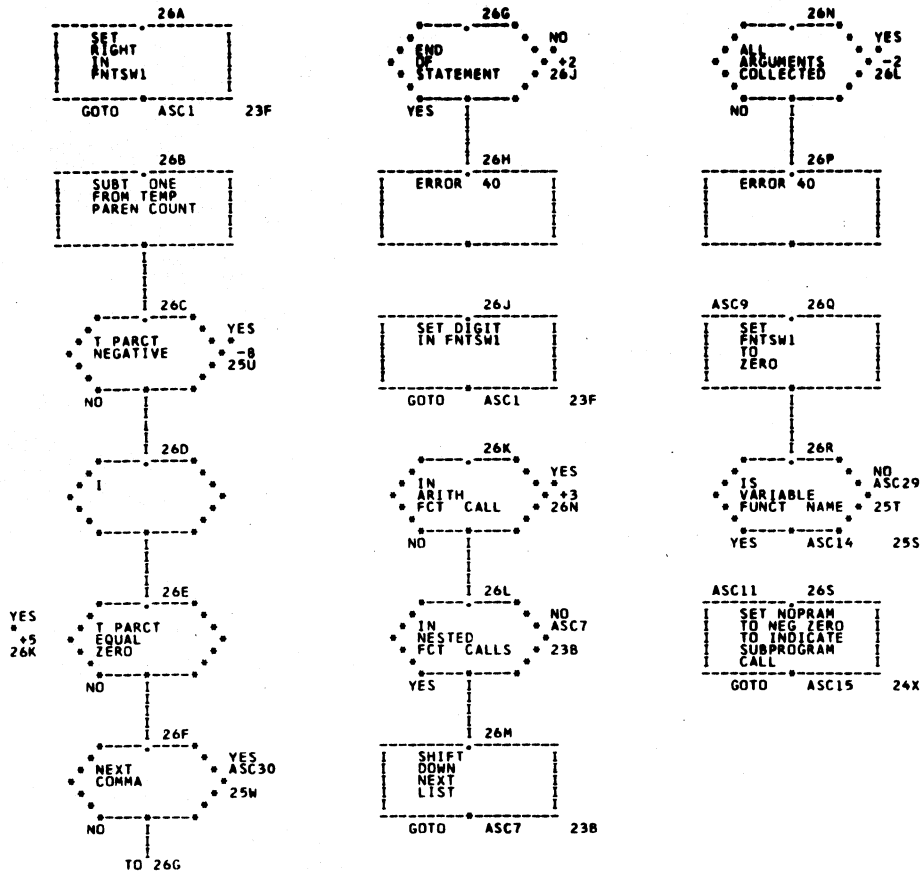 26A
SET
RIGHT
IN
FNTSW1
GOTO ASC1 23F
26B
SUBT ONE
FROM TEMP
PAREN COUNT
26C
T PARCT
NEGATIVE
YES
-8
25U
NO
26D
I
26E
YES
+5
26K
T PARCT
EQUAL
ZERO
NO
26F
NEXT
COMMA
YES
ASC30
25W
NO
TO 26G
26G
END
OF
STATEMENT
NO
+2
26J
YES
26H
ERROR 40
26J
SET DIGIT
IN FNTSW1
GOTO ASC1 23F
26K
IN
ARITH
FCT CALL
YES
+3
26N
NO
26L
IN
NESTED
FCT CALLS
NO
ASC7
23B
YES
26M
SHIFT
DOWN
NEXT
LIST
GOTO ASC7 23B
26N
ALL
ARGUMENTS
COLLECTED
YES
-2
26L
NO
26P
ERROR 40
ASC9 26Q
SET
FNTSW1
TO
ZERO
26R
IS
VARIABLE
FUNCT NAME
NO
ASC29
25T
YES ASC14 25S
ASC11 26S
SET NOPRAM
TO NEG ZERO
TO INDICATE
SUBPROGRAM
CALL
GOTO ASC15 24X